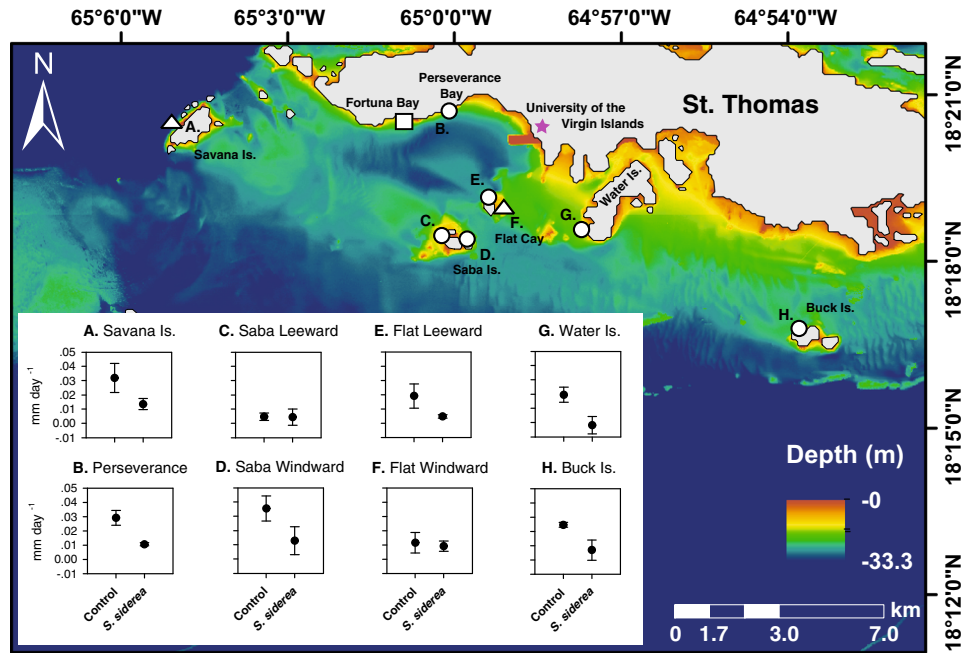 65°6'0"W 65°3'0"W 65°0'0"W 64°57'0"W 64°54'0"W
N
18°21'0"N
18°18'0"N
18°15'0"N
18°12'0"N
Perseverance
Bay
Fortuna Bay
B.
University of the
Virgin Islands
St. Thomas
A.
Savana Is.
Water Is.
E.
F.
Flat Cay
G.
C.
D.
Saba Is.
H.
Buck Is.
A. Savana Is. C. Saba Leeward E. Flat Leeward G. Water Is.
mm day -1
.05
.04
.03
.02
.01
0.00
-.01
B. Perseverance D. Saba Windward F. Flat Windward H. Buck Is.
mm day -1
.05
.04
.03
.02
.01
0.00
-.01
Control S. siderea Control S. siderea Control S. siderea Control S. siderea
Depth (m)
-0
-33.3
km
0 1.7 3.0 7.0